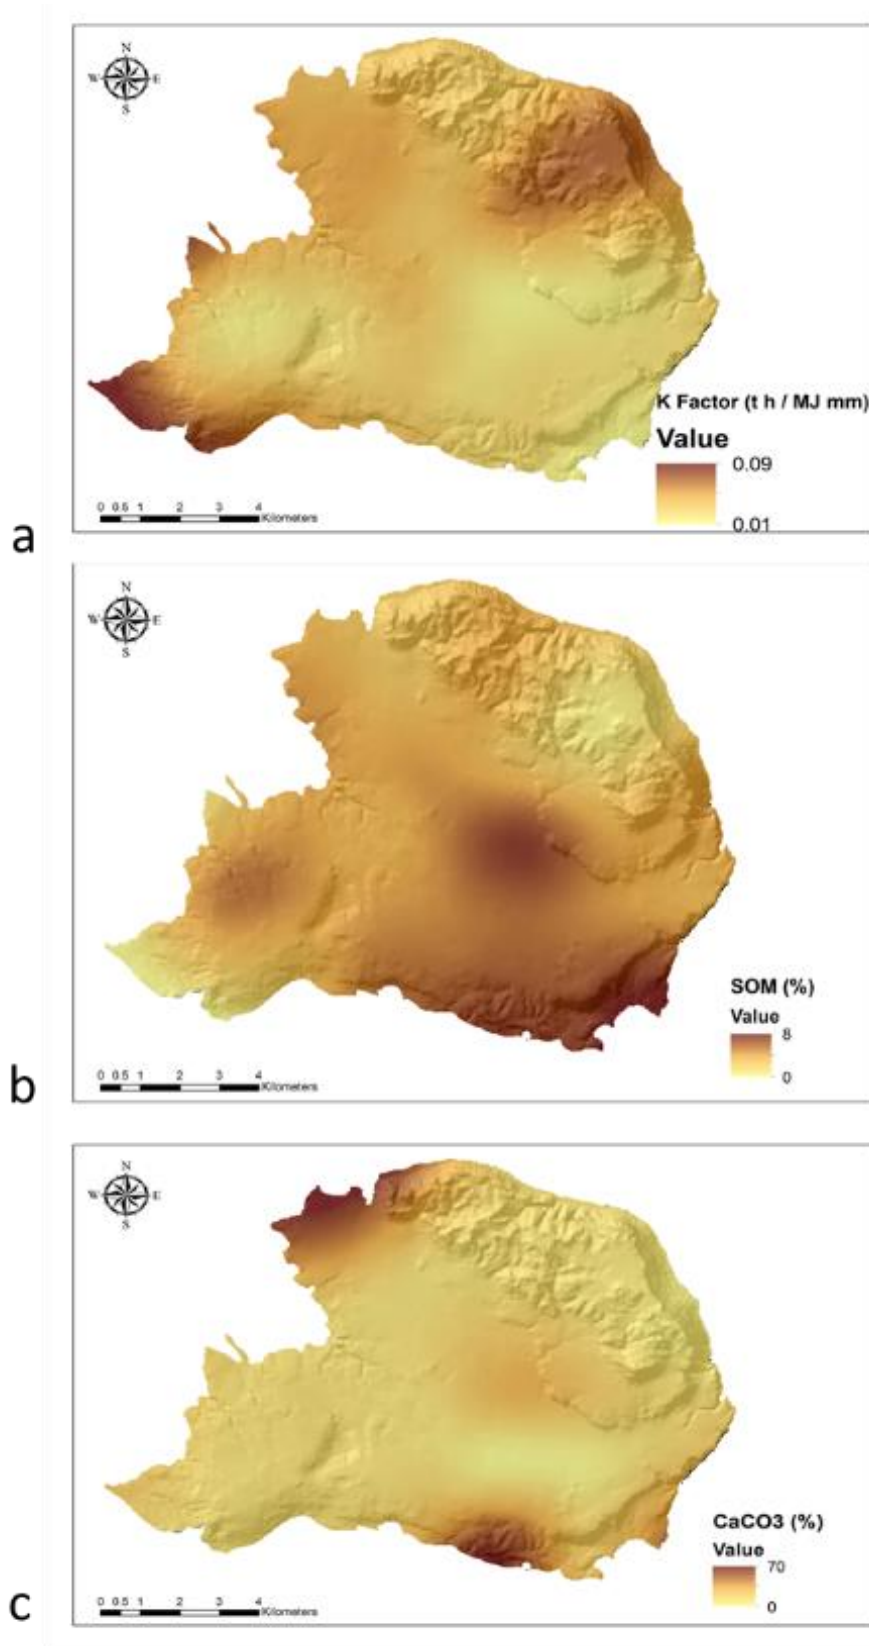 N
W E
S
K Factor (t h / MJ mm)
Value
0.09
0.01
0 0.5 1 2 3 4
Kilometers
a
N
W E
S
SOM (%)
Value
8
0
0 0.5 1 2 3 4
Kilometers
b
N
W E
S
CaCO3 (%)
Value
70
0
0 0.5 1 2 3 4
Kilometers
c